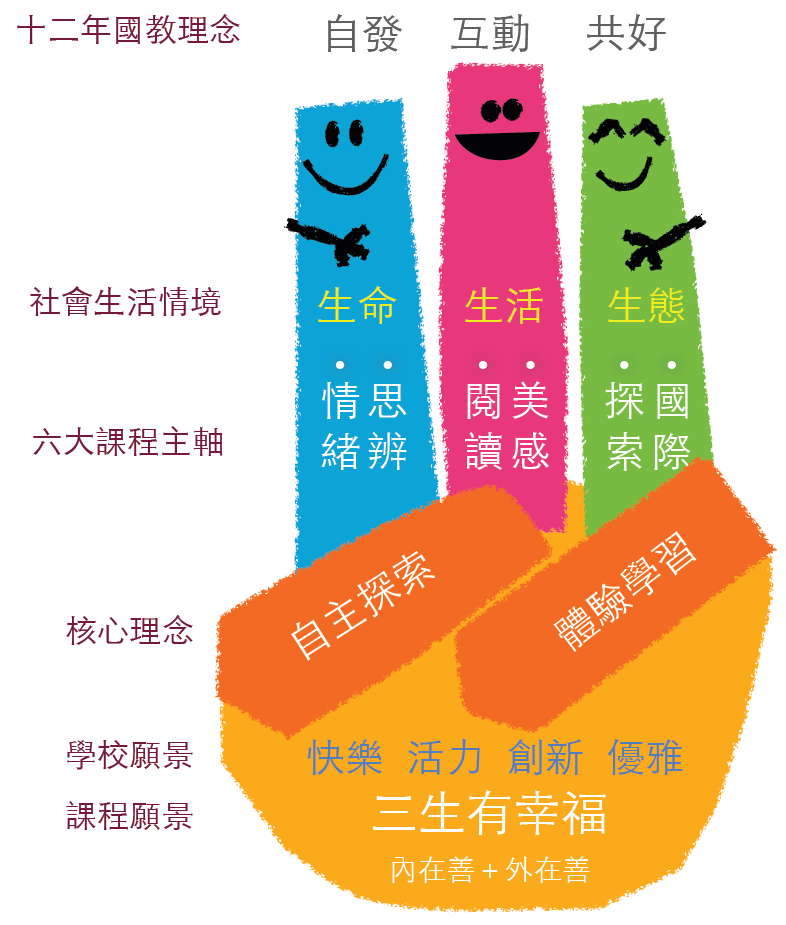 十二年國教理念 自發 互動 共好
社會生活情境 生命 生活 生態
六大課程主軸 情緒 思辨 閱讀 美感 探索 國際
核心理念 自主探索 體驗學習
學校願景 快樂 活力 創新 優雅
課程願景 三生有幸福
內在善+外在善